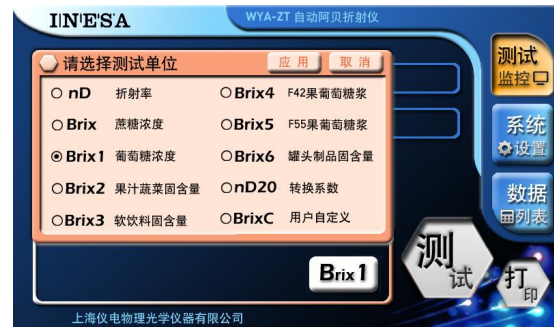 INESA
WYA-ZT 自动阿贝折射仪
请选择测试单位
应用
取消
nD 折射率
Brix4 F42果葡萄糖浆
Brix 蔗糖浓度
Brix5 F55果葡萄糖浆
Brix1 葡萄糖浓度
Brix6 罐头制品固含量
Brix2 果汁蔬菜固含量
nD20 转换系数
Brix3 软饮料固含量
BrixC 用户自定义
Brix1
测试
监控
系统
设置
数据
列表
测试
打印
上海仪电物理光学仪器有限公司